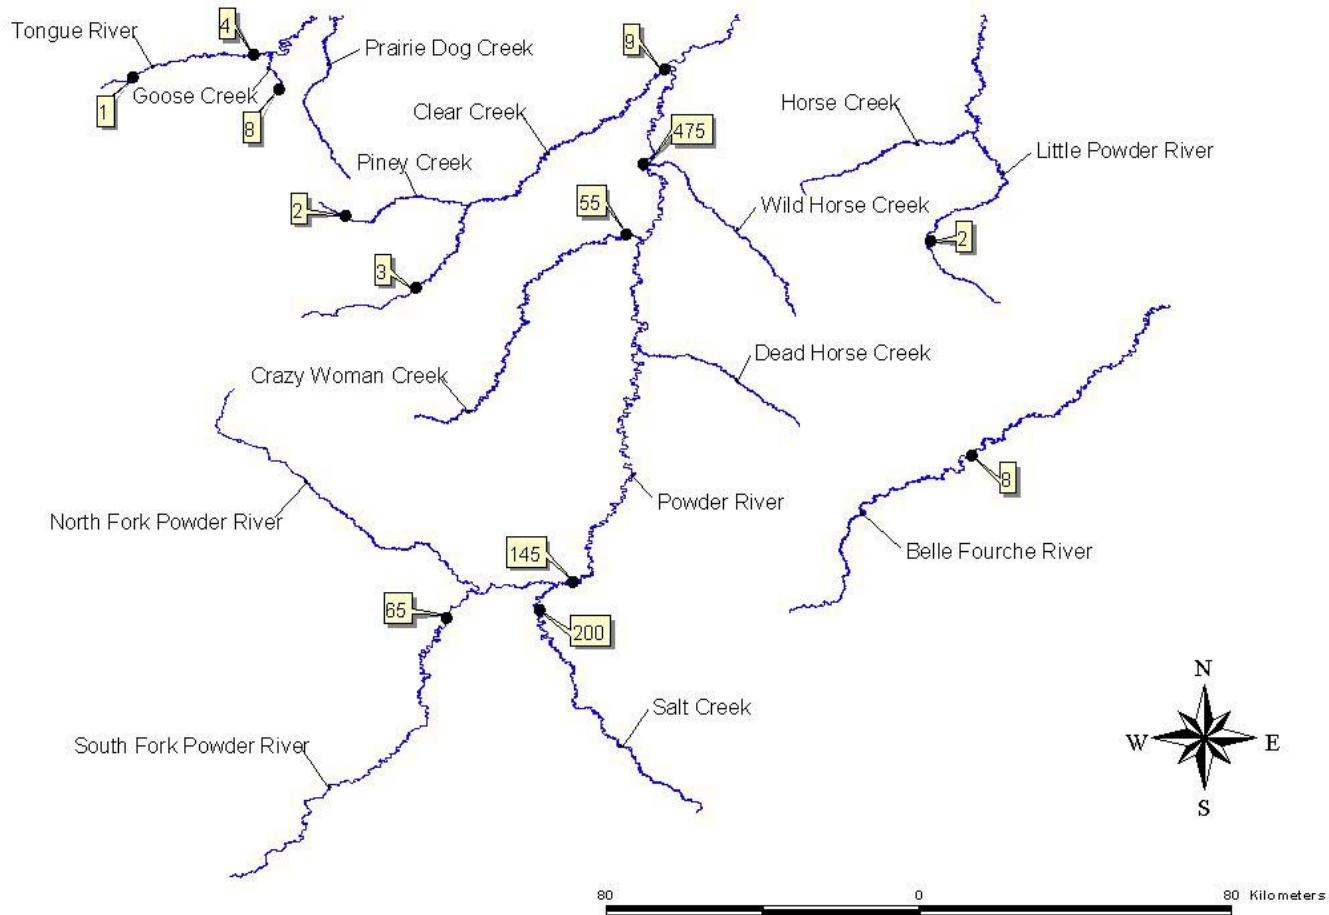 Tongue River
4
Prairie Dog Creek
9
1
Goose Creek
8
Clear Creek
475
Horse Creek
Little Powder River
Piney Creek
2
55
Wild Horse Creek
2
3
Dead Horse Creek
Crazy Woman Creek
8
Powder River
North Fork Powder River
145
Belle Fourche River
65
200
Salt Creek
South Fork Powder River
N
W
E
S
80 0 80 Kilometers